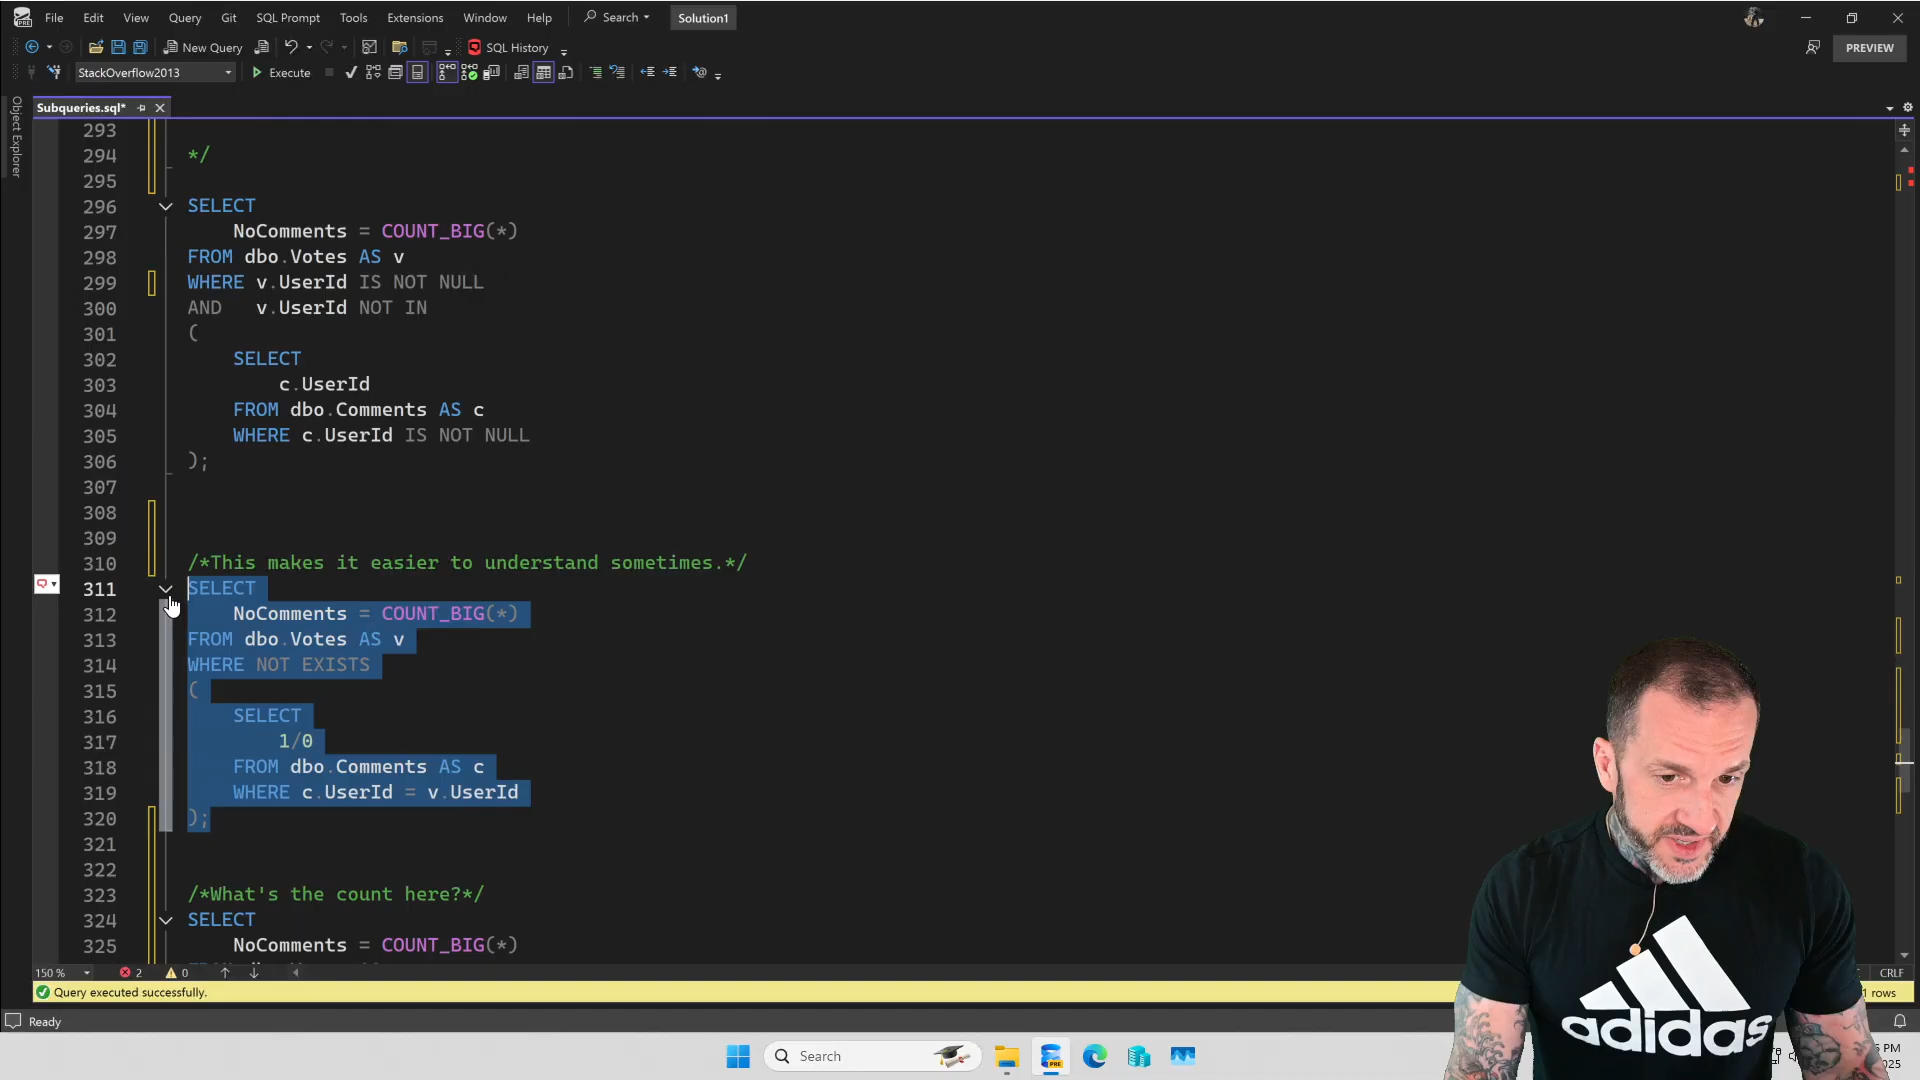 File Edit View Query Git SQL Prompt Tools Extensions Window Help Search Solution1
New Query SQL History PREVIEW
StackOverflow2013 Execute
Object Explorer
Subqueries.sql*
293
294 */
295
296 SELECT
297 NoComments = COUNT_BIG(*)
298 FROM dbo.Votes AS v
299 WHERE v.UserId IS NOT NULL
300 AND v.UserId NOT IN
301 (
302 SELECT
303 c.UserId
304 FROM dbo.Comments AS c
305 WHERE c.UserId IS NOT NULL
306 );
307
308
309
310 /*This makes it easier to understand sometimes.*/
311 SELECT
312 NoComments = COUNT_BIG(*)
313 FROM dbo.Votes AS v
314 WHERE NOT EXISTS
315 (
316 SELECT
317 1/0
318 FROM dbo.Comments AS c
319 WHERE c.UserId = v.UserId
320 );
321
322
323 /*What's the count here?*/
324 SELECT
325 NoComments = COUNT_BIG(*)
150 % 2 0 CRLF
Query executed successfully. 1 rows
Ready
Search
adidas